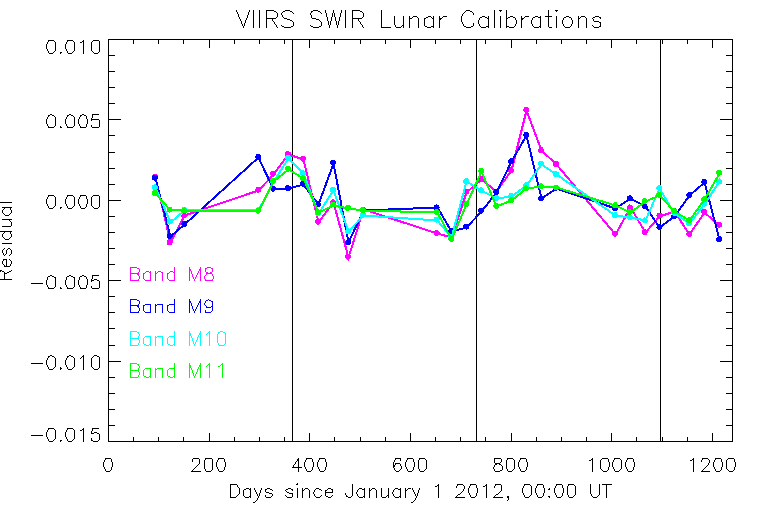 VIIRS SWIR Lunar Calibrations
0.010
0.005
0.000
−0.005
−0.010
−0.015
Residual
Band M8
Band M9
Band M10
Band M11
0 200 400 600 800 1000 1200
Days since January 1 2012, 00:00 UT